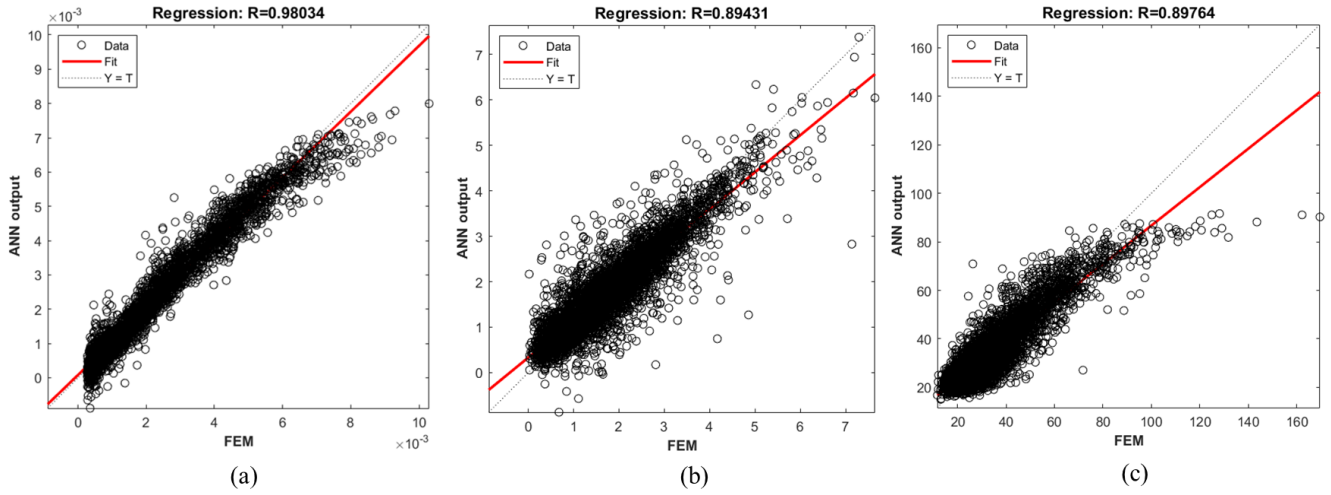 Regression: R=0.98034
×10⁻³
10
9
8
7
6
5
4
3
2
1
0
ANN output
Data
Fit
Y = T
0 2 4 6 8 10
FEM
×10⁻³
(a)
Regression: R=0.89431
7
6
5
4
3
2
1
0
ANN output
Data
Fit
Y = T
0 1 2 3 4 5 6 7
FEM
(b)
Regression: R=0.89764
160
140
120
100
80
60
40
20
ANN output
Data
Fit
Y = T
20 40 60 80 100 120 140 160
FEM
(c)